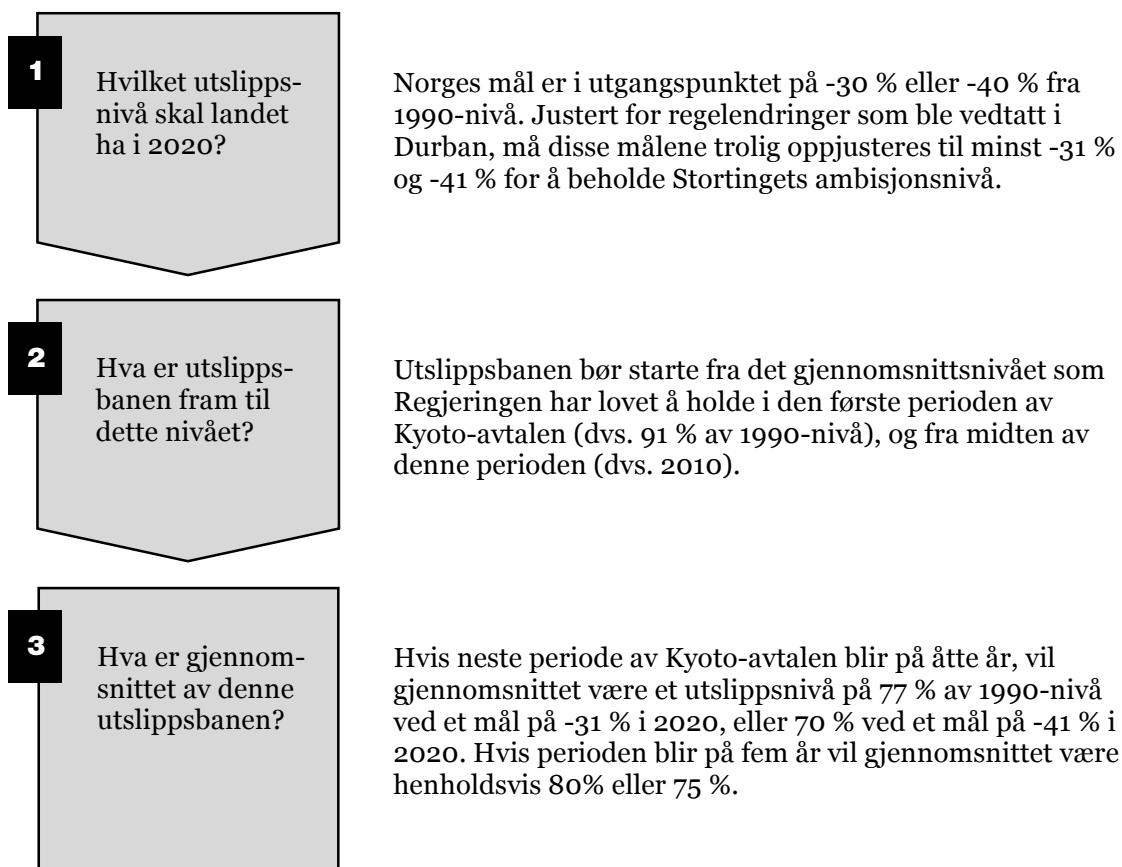 1
Hvilket utslipps-
nivå skal landet
ha i 2020?
Norges mål er i utgangspunktet på -30 % eller -40 % fra
1990-nivå. Justert for regelendringer som ble vedtatt i
Durban, må disse målene trolig oppjusteres til minst -31 %
og -41 % for å beholde Stortingets ambisjonsnivå.
2
Hva er utslipps-
banen fram til
dette nivået?
Utslippsbanen bør starte fra det gjennomsnittsnivået som
Regjeringen har lovet å holde i den første perioden av
Kyoto-avtalen (dvs. 91 % av 1990-nivå), og fra midten av
denne perioden (dvs. 2010).
3
Hva er gjennom-
snittet av denne
utslippsbanen?
Hvis neste periode av Kyoto-avtalen blir på åtte år, vil
gjennomsnittet være et utslippsnivå på 77 % av 1990-nivå
ved et mål på -31 % i 2020, eller 70 % ved et mål på -41 % i
2020. Hvis perioden blir på fem år vil gjennomsnittet være
henholdsvis 80% eller 75 %.